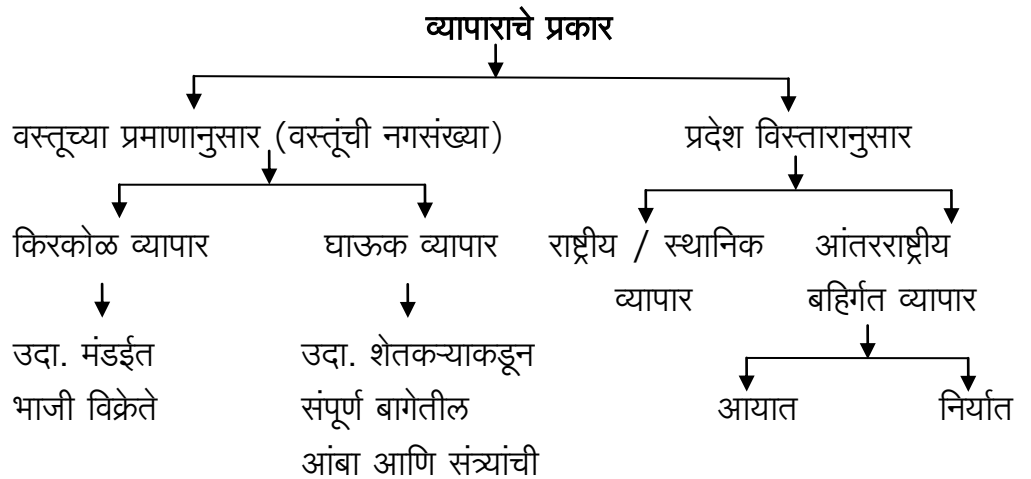 व्यापाराचे प्रकार
वस्तूच्या प्रमाणानुसार (वस्तूंची नगसंख्या)
प्रदेश विस्तारानुसार
किरकोळ व्यापार
घाऊक व्यापार
राष्ट्रीय / स्थानिक
व्यापार
आंतरराष्ट्रीय
बहिर्गत व्यापार
उदा. मंडईत
भाजी विक्रेते
उदा. शेतकऱ्याकडून
संपूर्ण बागेतील
आंबा आणि संत्र्यांची
आयात
निर्यात